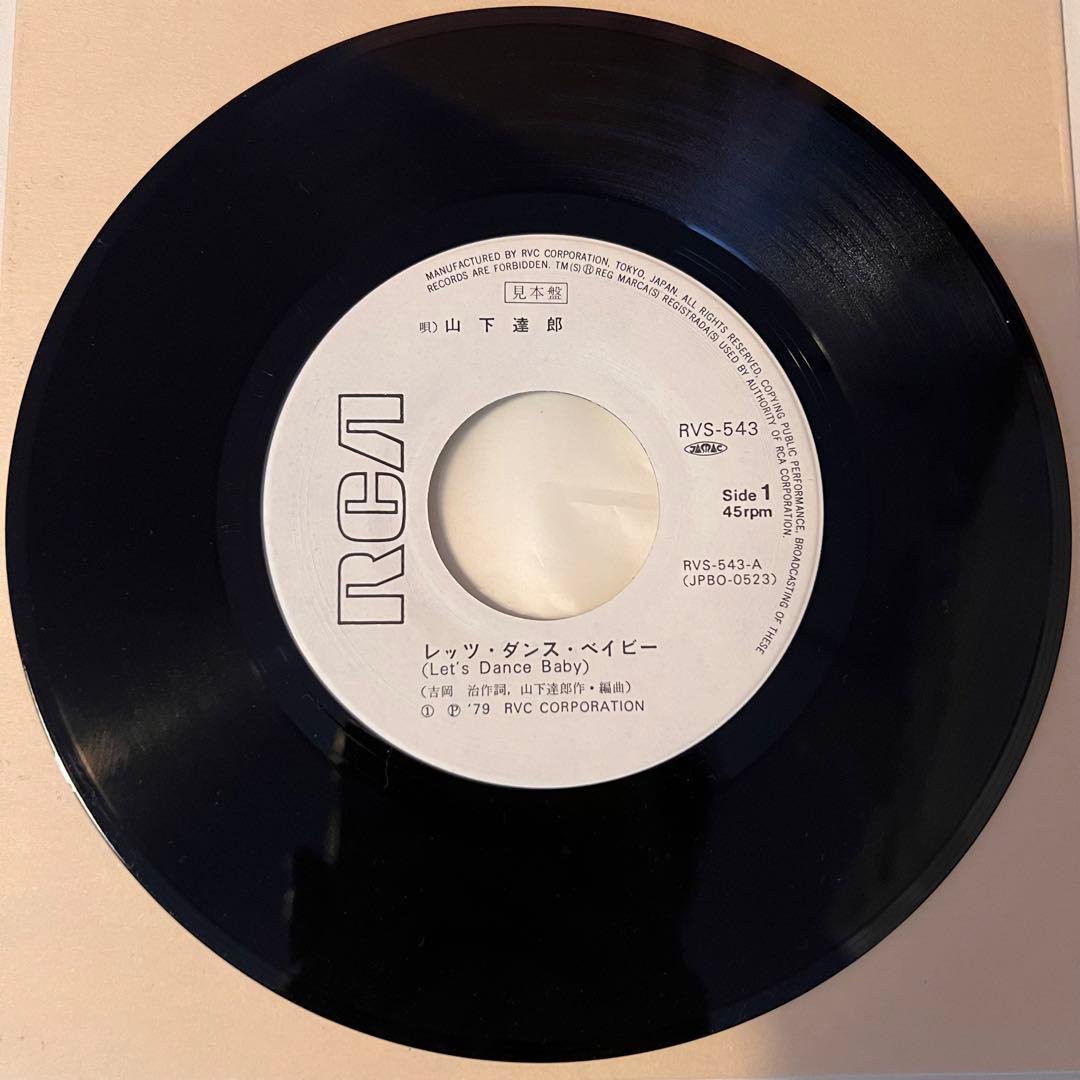 MANUFACTURED BY RVC CORPORATION, TOKYO, JAPAN. ALL RIGHTS RESERVED, COPYING PUBLIC PERFORMANCE, BROADCASTING OF THESE
RECORDS ARE FORBIDDEN. TM(S) Ⓡ REG MARCA(S) REGISTRADA(S) USED BY AUTHORITY OF RCA CORPORATION.
見本盤
唄)山下達郎
RCA
RVS-543
JASRAC
Side 1
45rpm
RVS-543-A
(JPBO-0523)
レッツ・ダンス・ベイビー
(Let's Dance Baby)
(吉岡 治作詞, 山下達郎作・編曲)
① Ⓟ '79 RVC CORPORATION